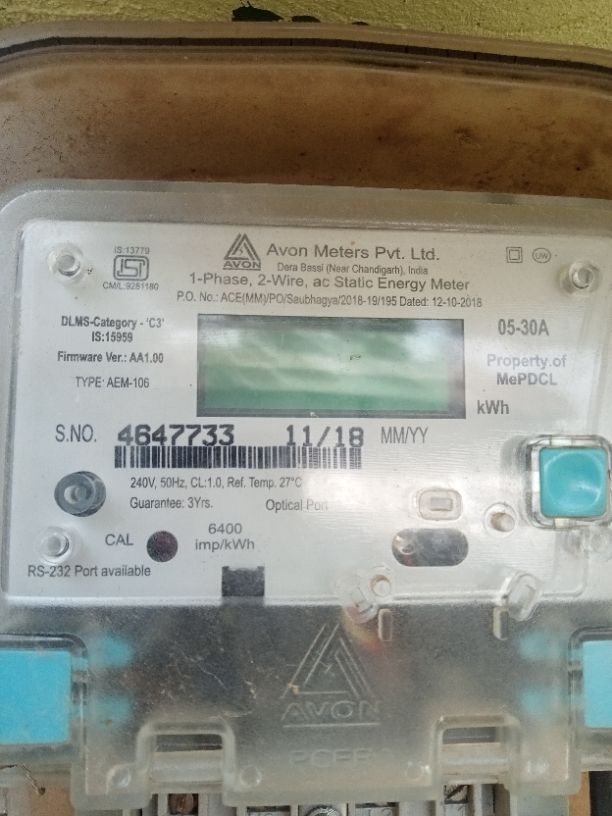 IS:13779
ISI
CM/L:9281180
AVON
Avon Meters Pvt. Ltd.
Dera Bassi (Near Chandigarh), India
1-Phase, 2-Wire, ac Static Energy Meter
P.O. No.: ACE(MM)/PO/Saubhagya/2018-19/195 Dated: 12-10-2018
UW
DLMS-Category - 'C3'
IS:15959
Firmware Ver.: AA1.00
TYPE: AEM-106
05-30A
Property.of
MePDCL
kWh
S.NO. 4647733 11/18 MM/YY
240V, 50Hz, CL:1.0, Ref. Temp. 27°C
Guarantee: 3Yrs. Optical Port
CAL 6400
imp/kWh
RS-232 Port available
AVON